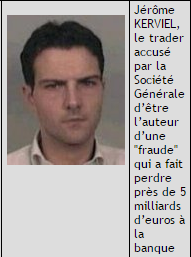 Jérôme
KERVIEL,
le trader
accusé
par la
Société
Générale
d’être
l’auteur
d’une
"fraude"
qui a fait
perdre
près de 5
milliards
d’euros à
la
banque